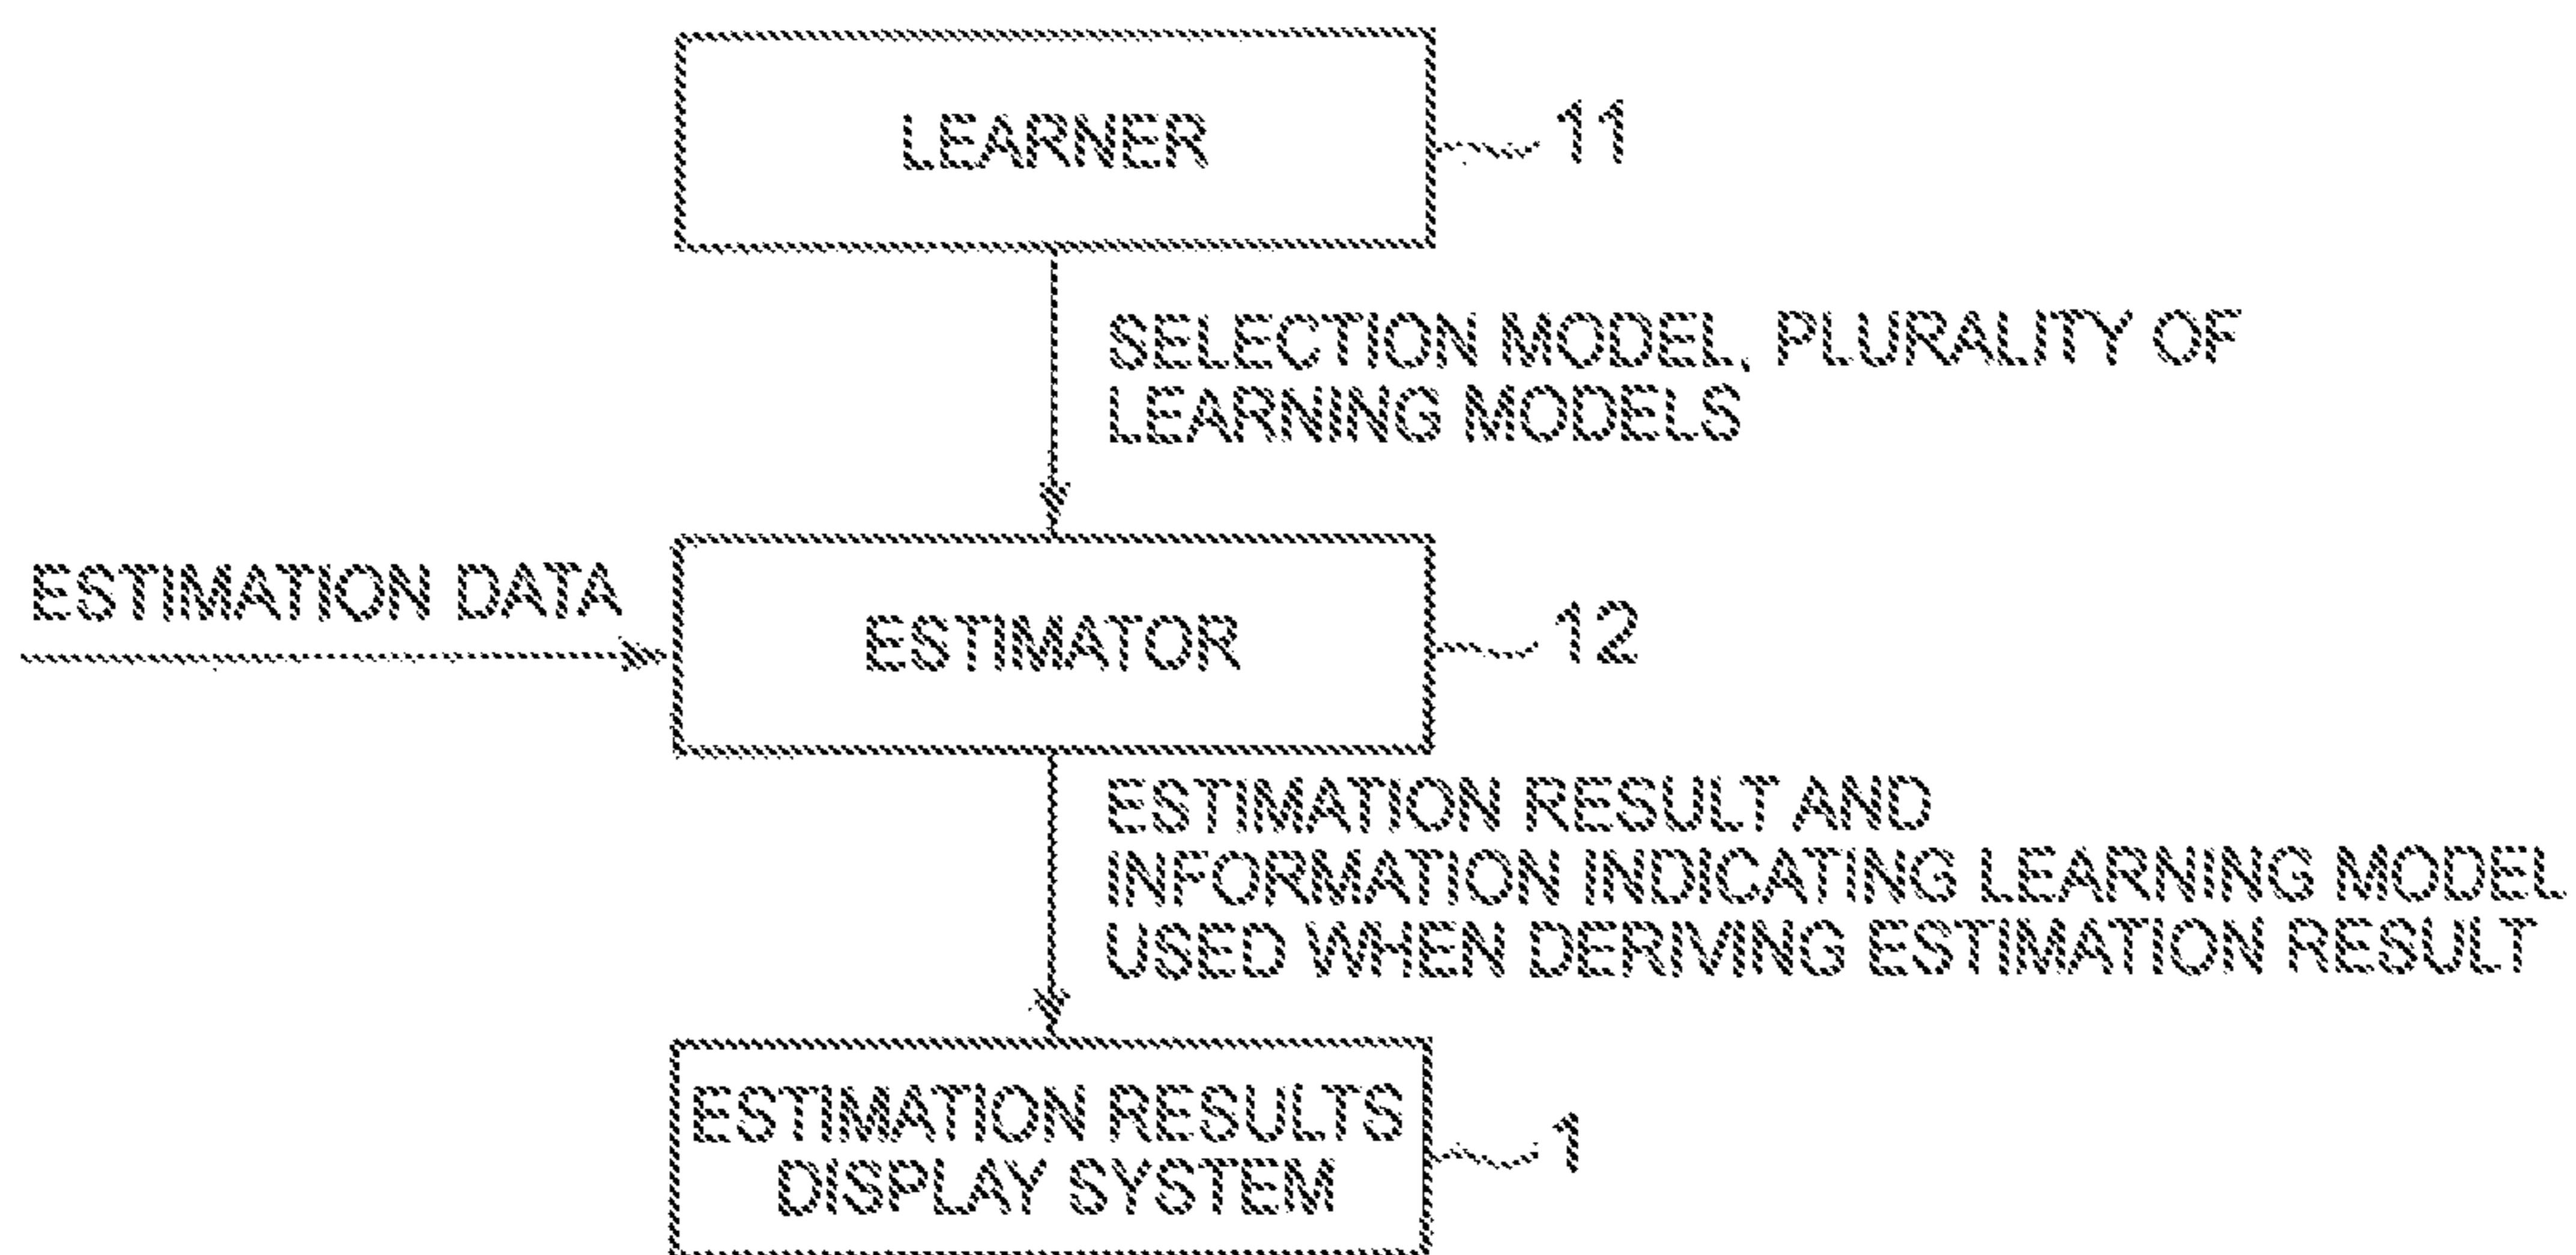 LEARNER
11
SELECTION MODEL, PLURALITY OF
LEARNING MODELS
ESTIMATION DATA
ESTIMATOR
12
ESTIMATION RESULT AND
INFORMATION INDICATING LEARNING MODEL
USED WHEN DERIVING ESTIMATION RESULT
ESTIMATION RESULTS
DISPLAY SYSTEM
1